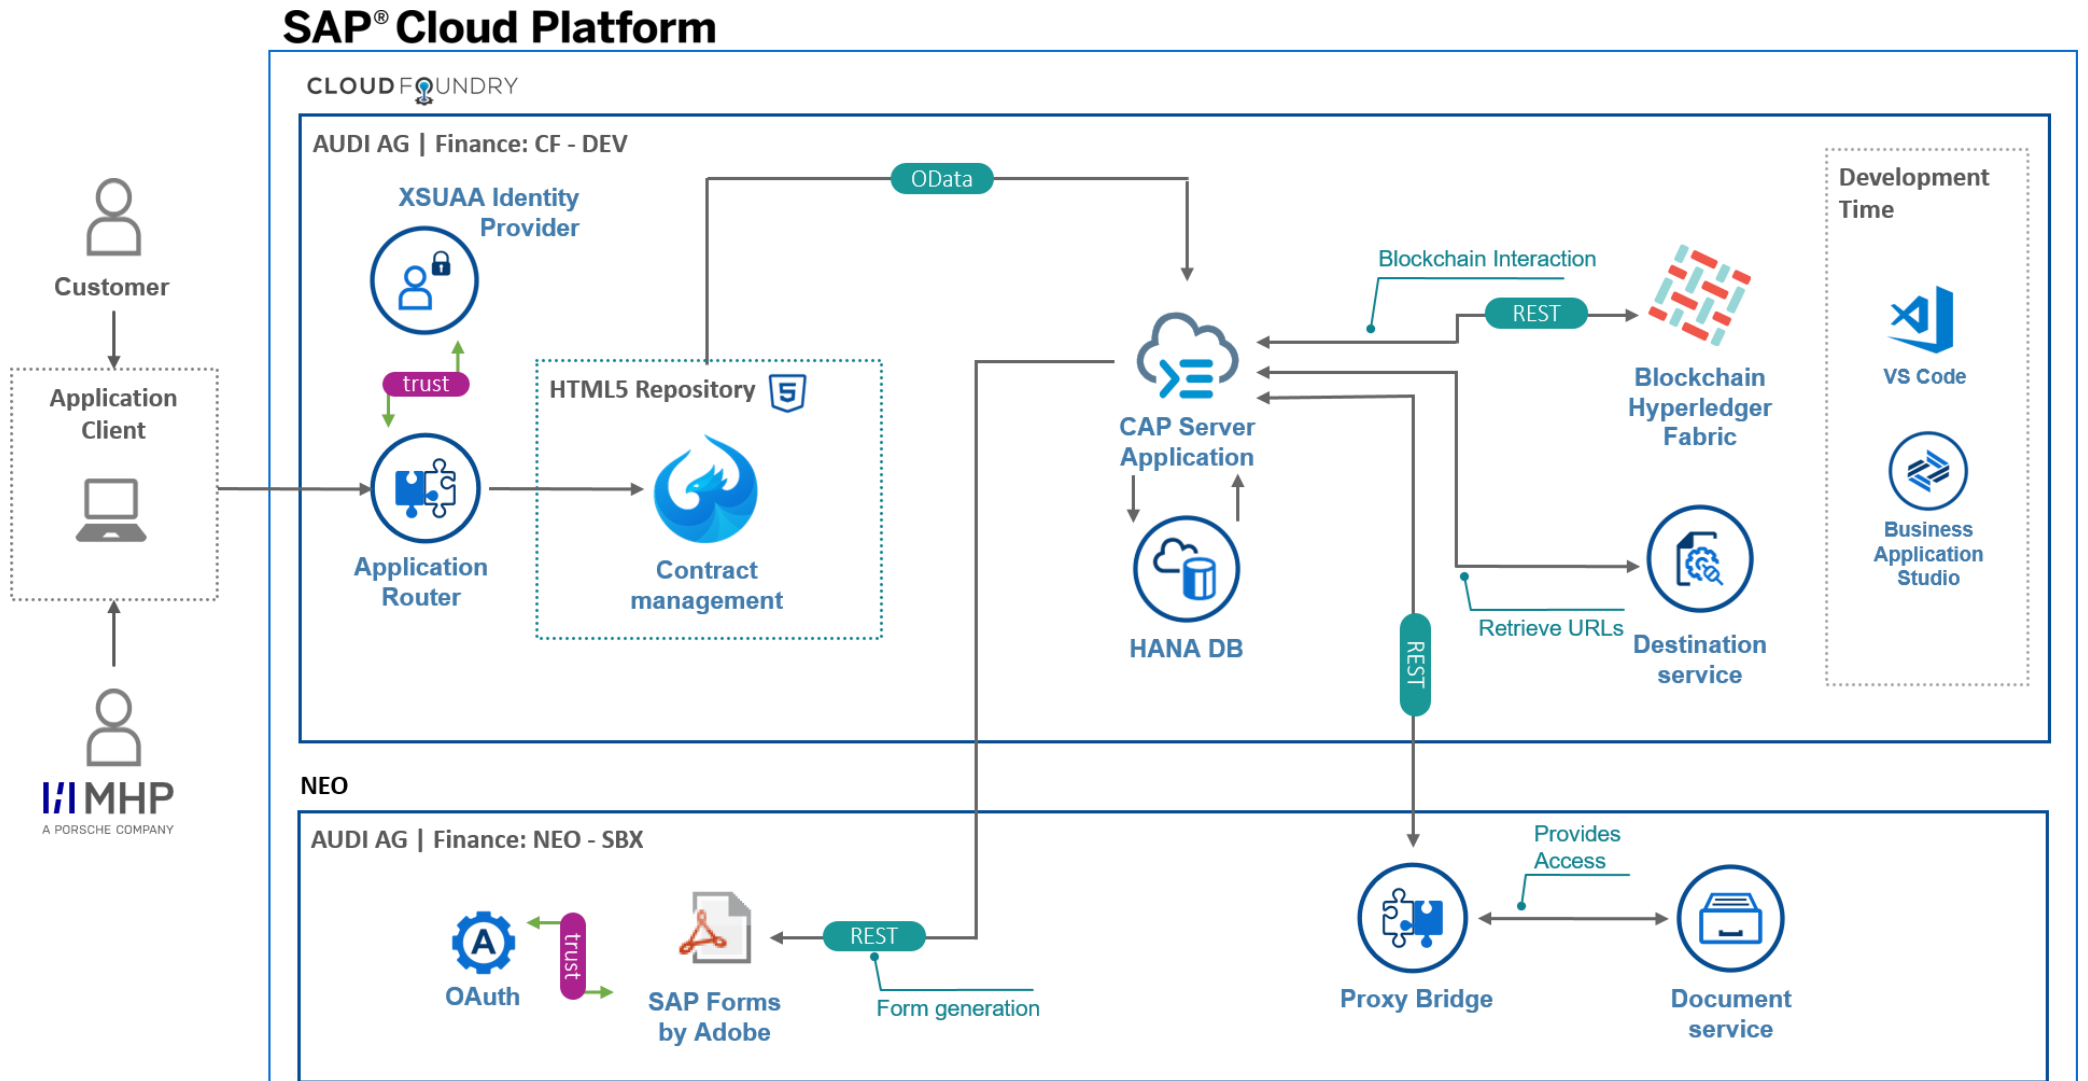 SAP® Cloud Platform
CLOUD FOUNDRY
AUDI AG | Finance: CF - DEV
XSUAA Identity
Provider
trust
Application
Router
Customer
Application
Client
MHP
A PORSCHE COMPANY
HTML5 Repository
5
Contract
management
OData
CAP Server
Application
HANA DB
Blockchain Interaction
REST
Blockchain
Hyperledger
Fabric
Retrieve URLs
Destination
service
REST
Development
Time
VS Code
Business
Application
Studio
NEO
AUDI AG | Finance: NEO - SBX
A
OAuth
trust
SAP Forms
by Adobe
REST
Form generation
Proxy Bridge
Provides
Access
Document
service